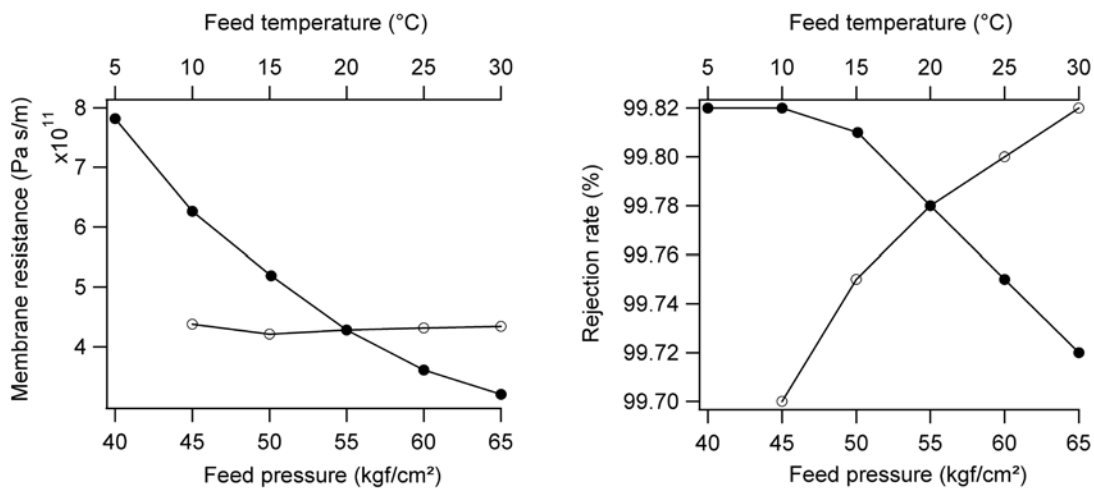 Feed temperature (°C)
5 10 15 20 25 30
Membrane resistance (Pa s/m)
x10¹¹
8
7
6
5
4
40 45 50 55 60 65
Feed pressure (kgf/cm²)
Feed temperature (°C)
5 10 15 20 25 30
Rejection rate (%)
99.82
99.80
99.78
99.76
99.74
99.72
99.70
40 45 50 55 60 65
Feed pressure (kgf/cm²)